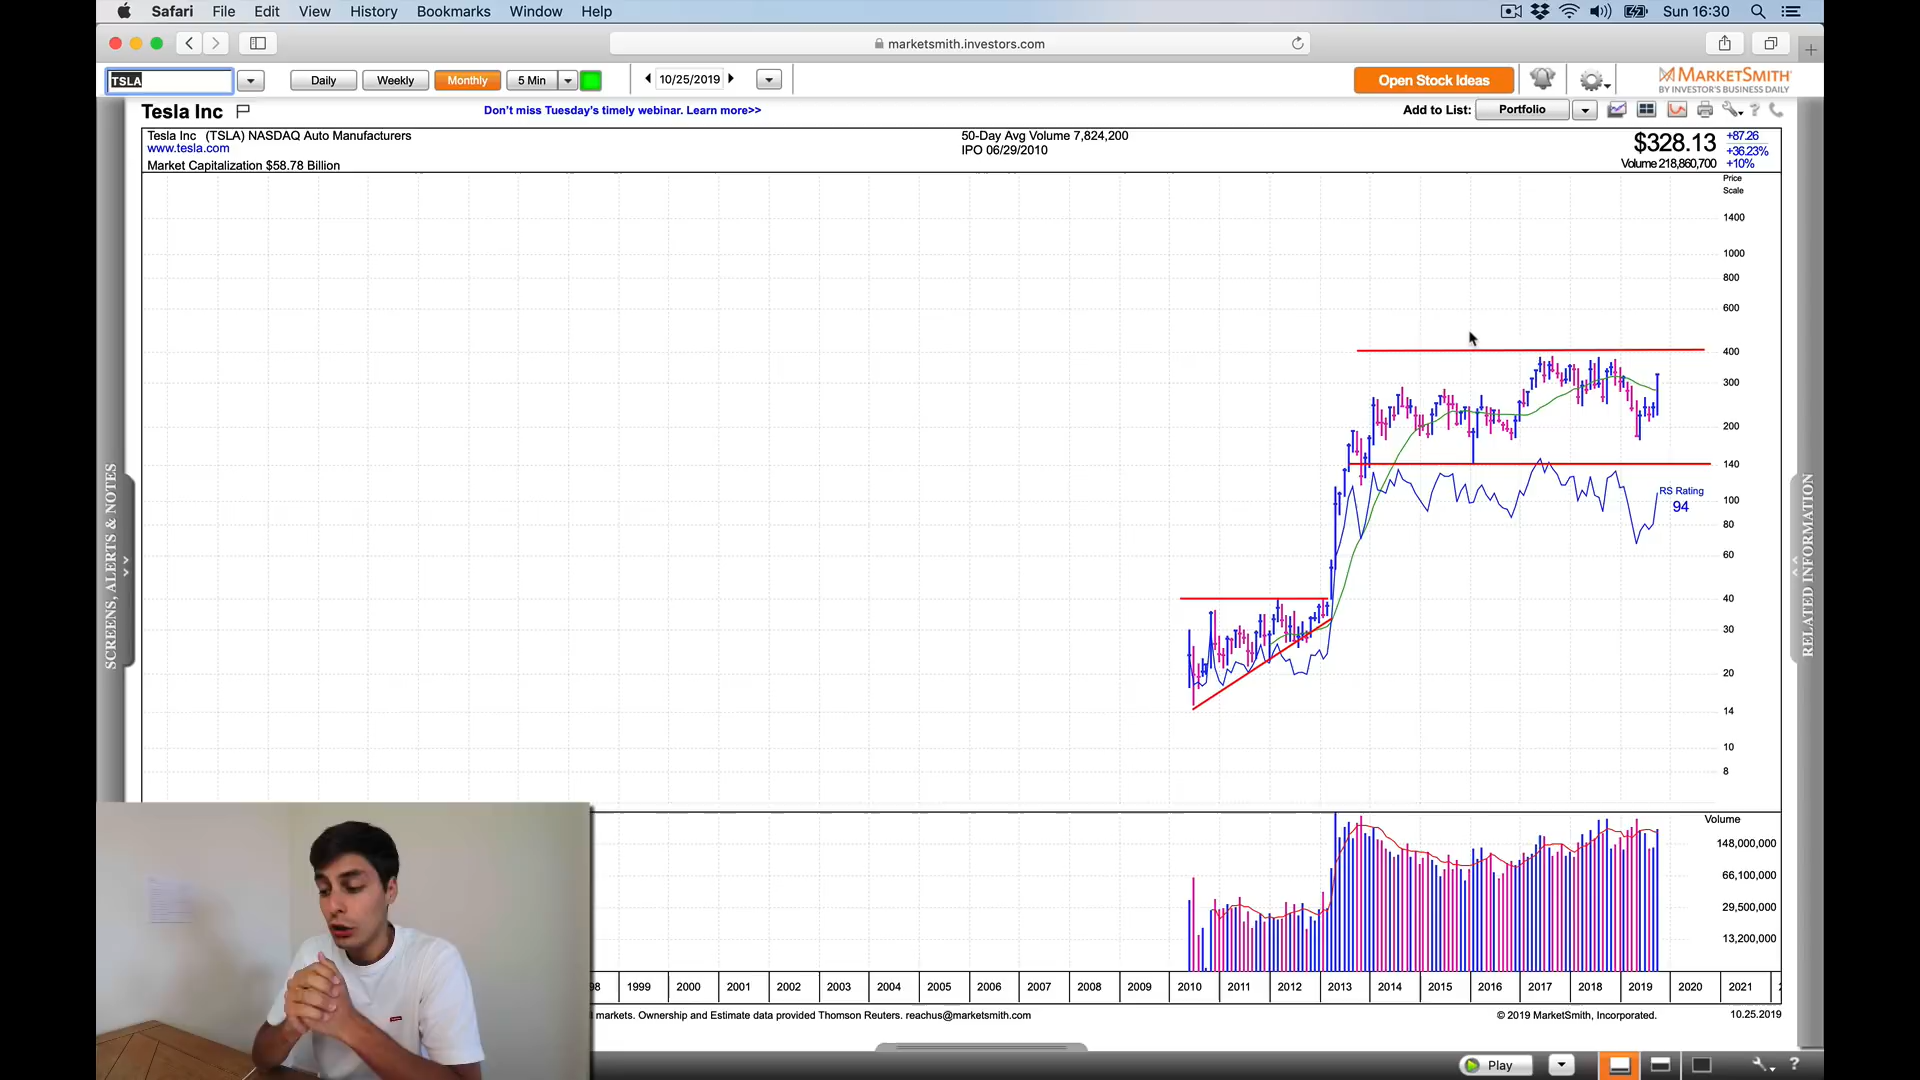 Safari File Edit View History Bookmarks Window Help Sun 16:30
marketsmith.investors.com
TSLA Daily Weekly Monthly 5 Min 10/25/2019 Open Stock Ideas MARKETSMITH
BY INVESTOR'S BUSINESS DAILY
Tesla Inc Don't miss Tuesday's timely webinar. Learn more>> Add to List: Portfolio ?
Tesla Inc (TSLA) NASDAQ Auto Manufacturers 50-Day Avg Volume 7,824,200 $328.13 +87.26
www.tesla.com IPO 06/29/2010 +36.23%
Market Capitalization $58.78 Billion Volume 218,860,700 +10%
Price
Scale
1400
1000
800
600
400
300
200
140
RS Rating
94
100
80
60
40
30
20
14
10
8
SCREENS, ALERTS & NOTES
RELATED INFORMATION
Volume
148,000,000
66,100,000
29,500,000
13,200,000
98 1999 2000 2001 2002 2003 2004 2005 2006 2007 2008 2009 2010 2011 2012 2013 2014 2015 2016 2017 2018 2019 2020 2021
markets. Ownership and Estimate data provided Thomson Reuters. reachus@marketsmith.com © 2019 MarketSmith, Incorporated. 10.25.2019
Play ?